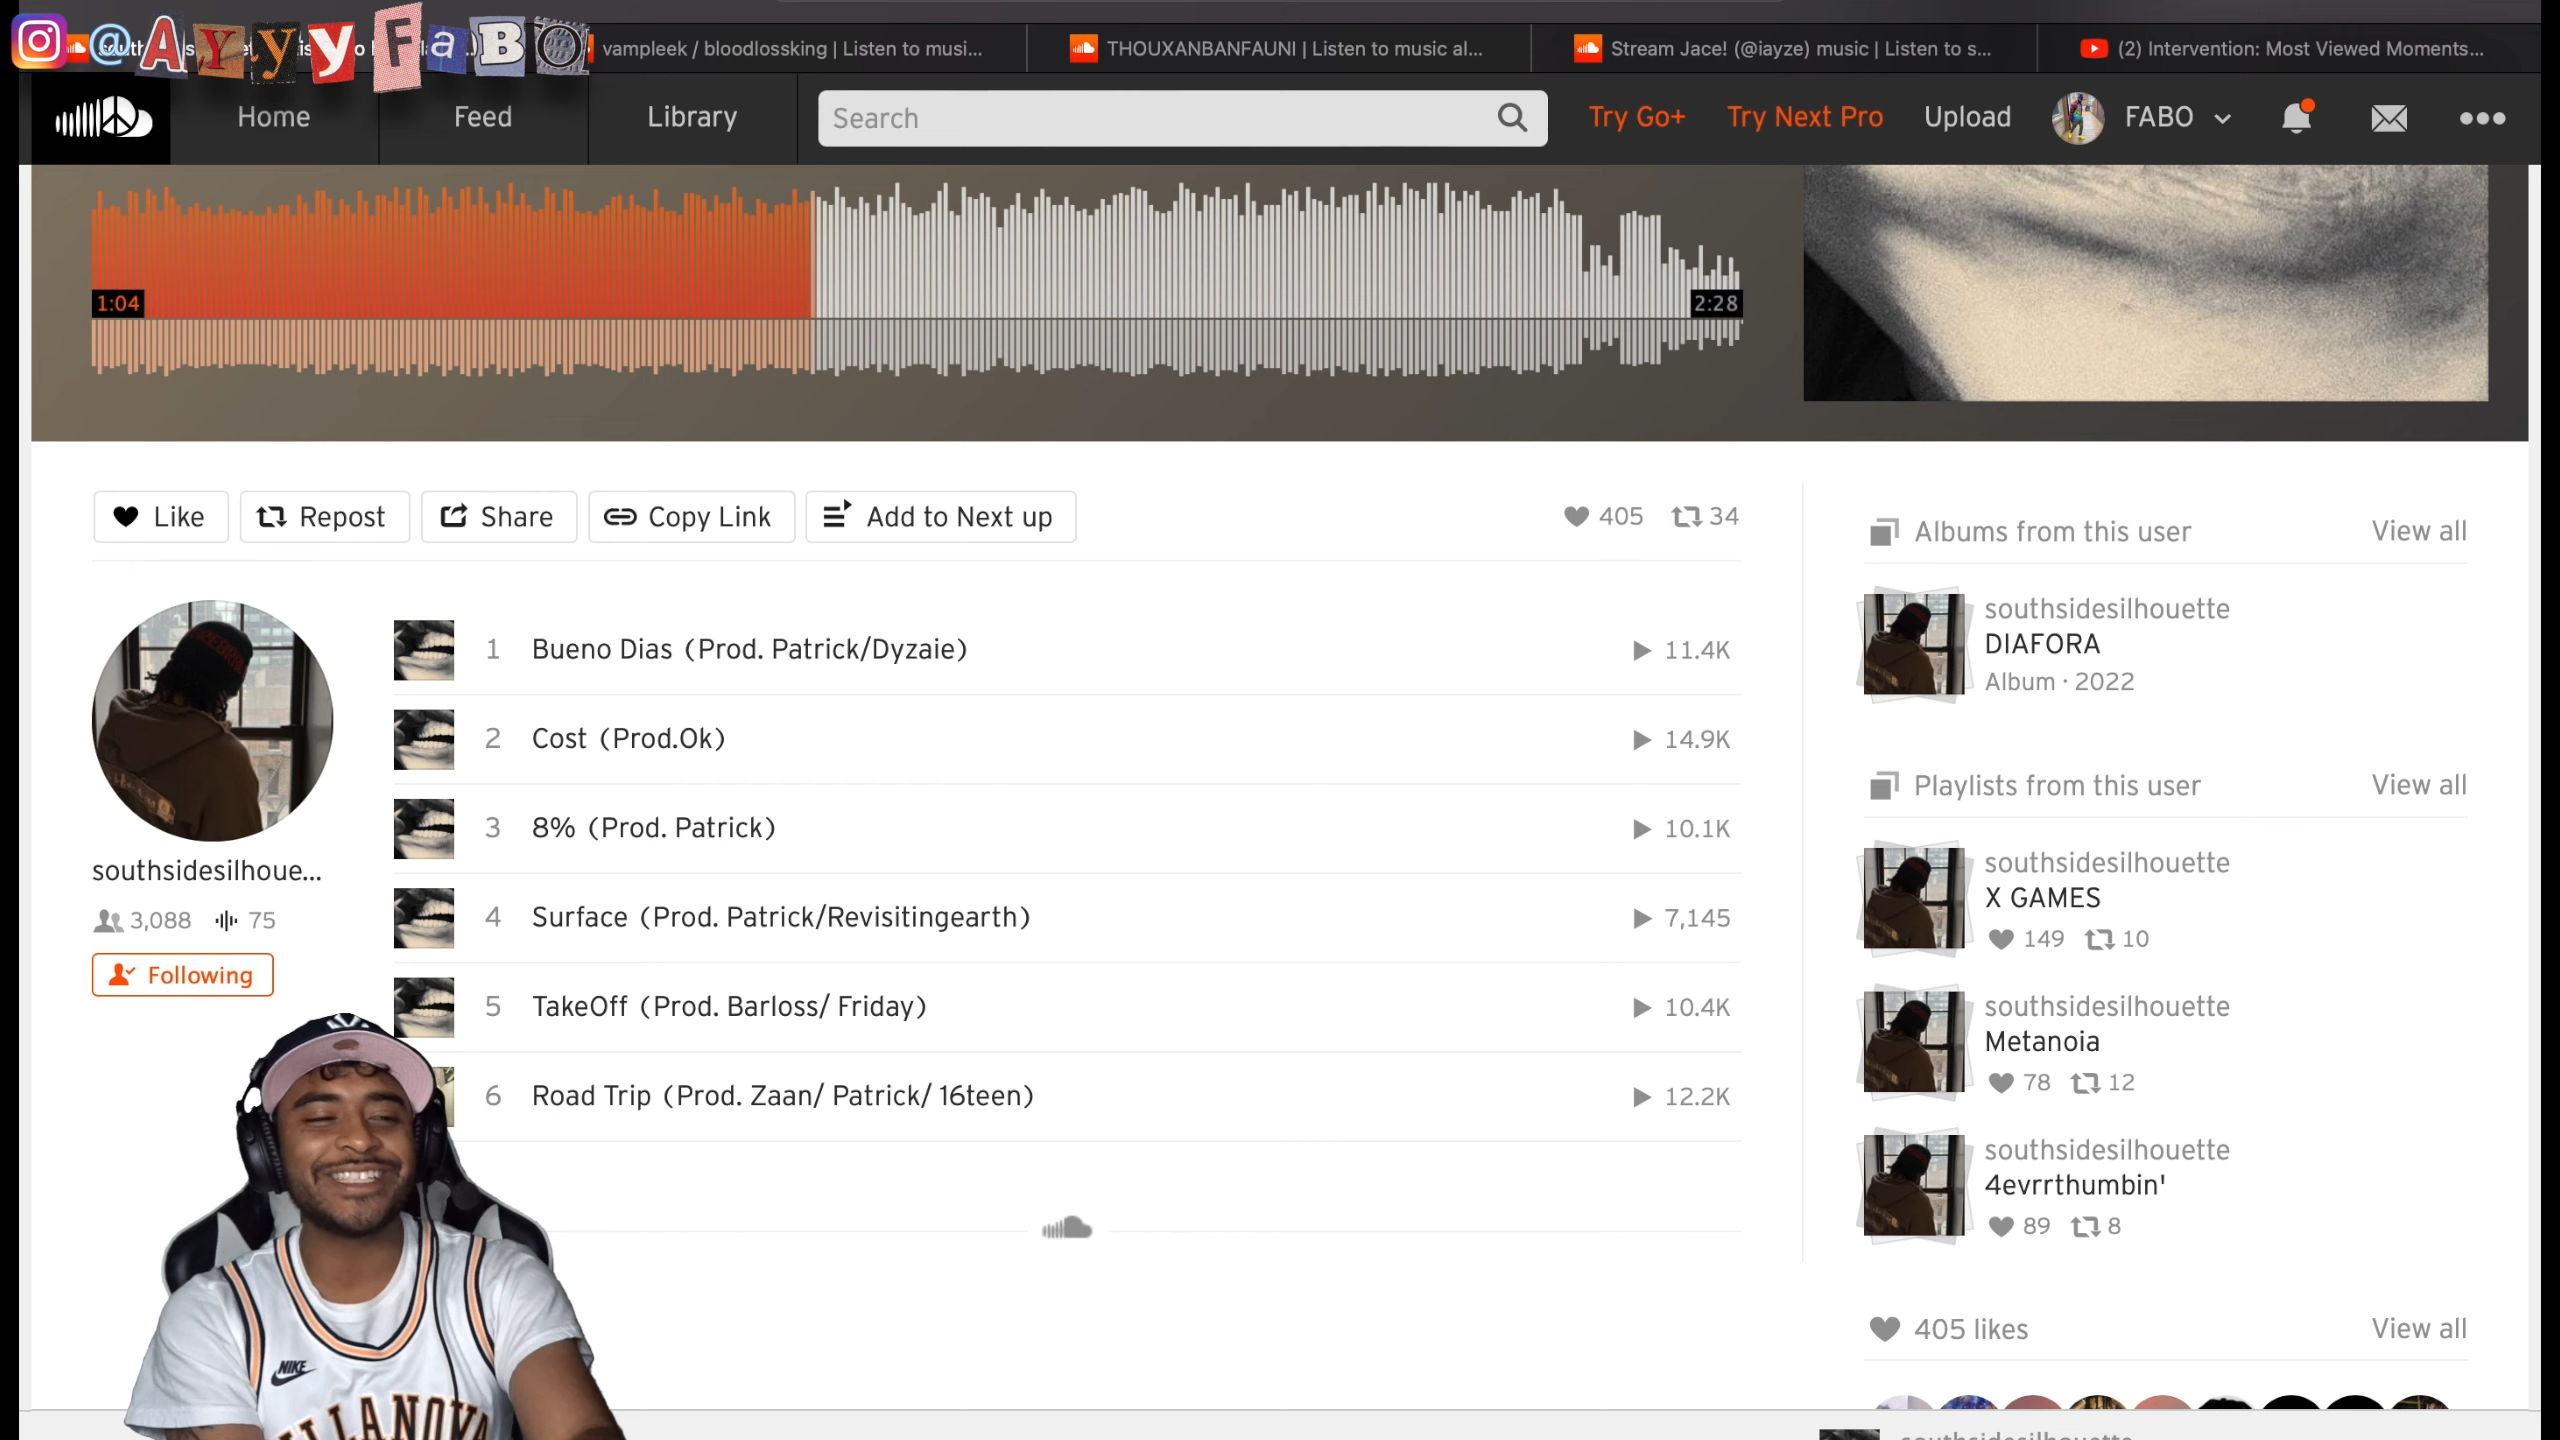 @AyyyFaBO
vampleek / bloodlossking | Listen to musi...
THOUXANBANFAUNI | Listen to music al...
Stream Jace! (@iayze) music | Listen to s...
(2) Intervention: Most Viewed Moments...
Home
Feed
Library
Search
Try Go+
Try Next Pro
Upload
FABO
1:04
2:28
Like
Repost
Share
Copy Link
Add to Next up
405
34
southsidesilhoue...
3,088
75
Following
1 Bueno Dias (Prod. Patrick/Dyzaie) 11.4K
2 Cost (Prod.Ok) 14.9K
3 8% (Prod. Patrick) 10.1K
4 Surface (Prod. Patrick/Revisitingearth) 7,145
5 TakeOff (Prod. Barloss/ Friday) 10.4K
6 Road Trip (Prod. Zaan/ Patrick/ 16teen) 12.2K
Albums from this user View all
southsidesilhouette
DIAFORA
Album · 2022
Playlists from this user View all
southsidesilhouette
X GAMES
149 10
southsidesilhouette
Metanoia
78 12
southsidesilhouette
4evrrthumbin'
89 8
405 likes View all
NIKE